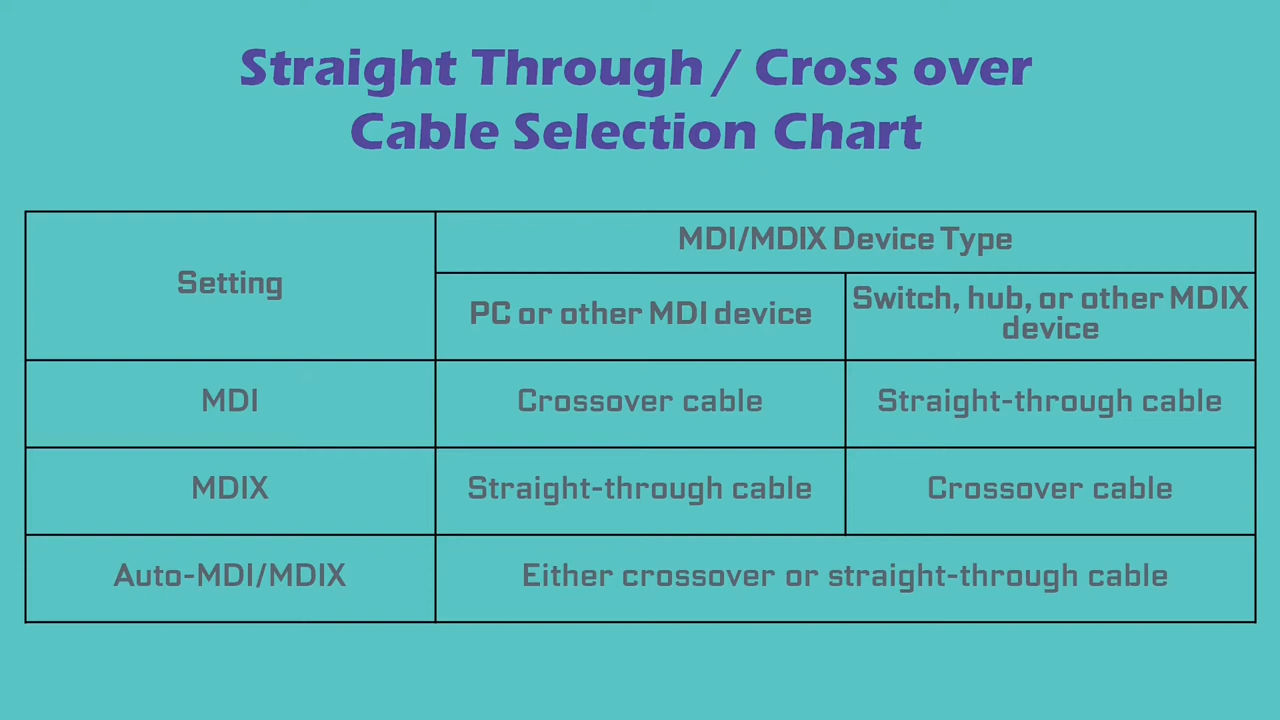 Straight Through / Cross over
Cable Selection Chart
Setting
MDI/MDIX Device Type
PC or other MDI device
Switch, hub, or other MDIX
device
MDI
Crossover cable
Straight-through cable
MDIX
Straight-through cable
Crossover cable
Auto-MDI/MDIX
Either crossover or straight-through cable